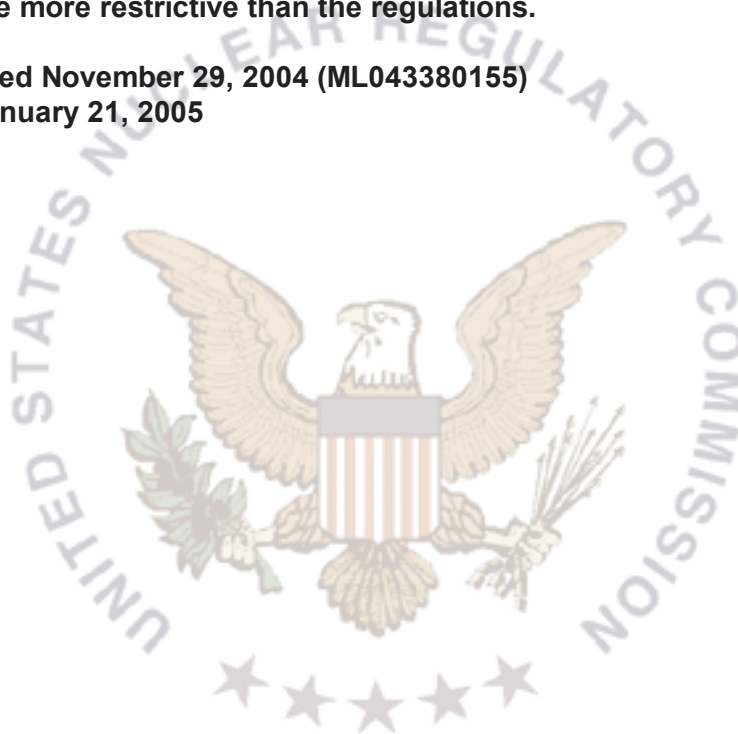 e more restrictive than the regulations.
ed November 29, 2004 (ML043380155)
nuary 21, 2005
UNITED STATES NUCLEAR REGULATORY COMMISSION